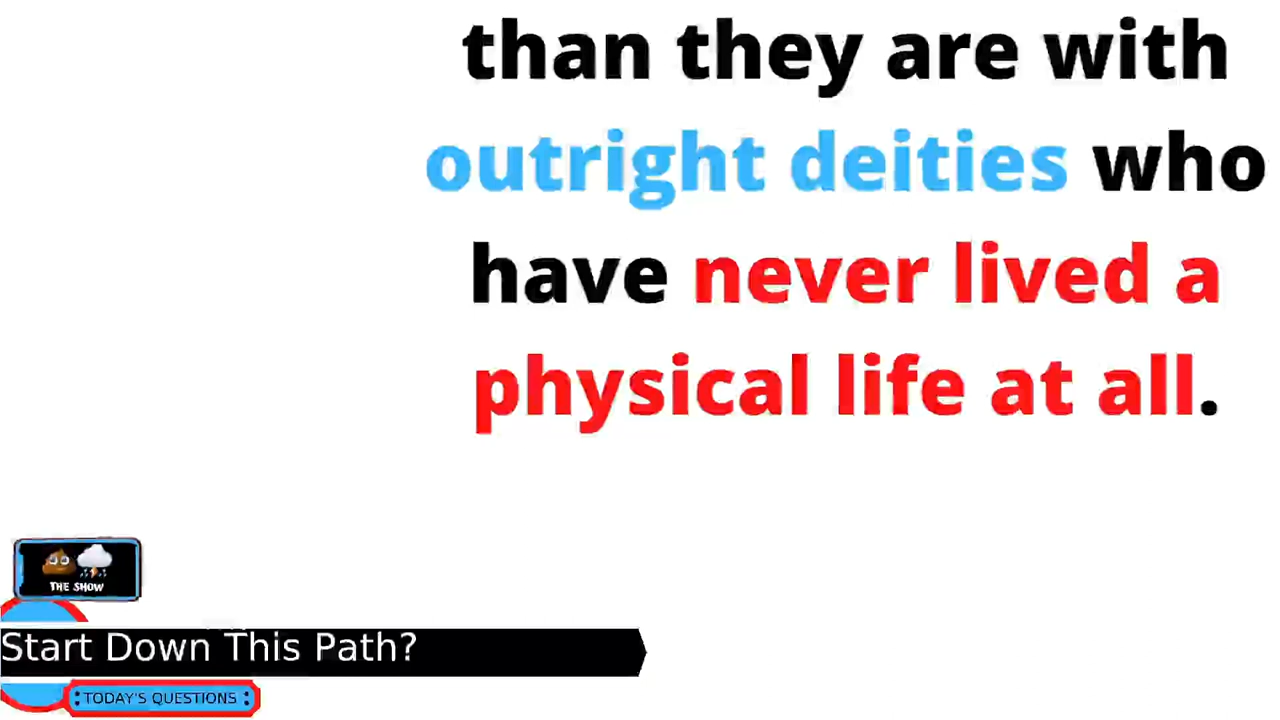 than they are with
outright deities who
have never lived a
physical life at all.
THE SHOW
Start Down This Path?
: TODAY'S QUESTIONS :